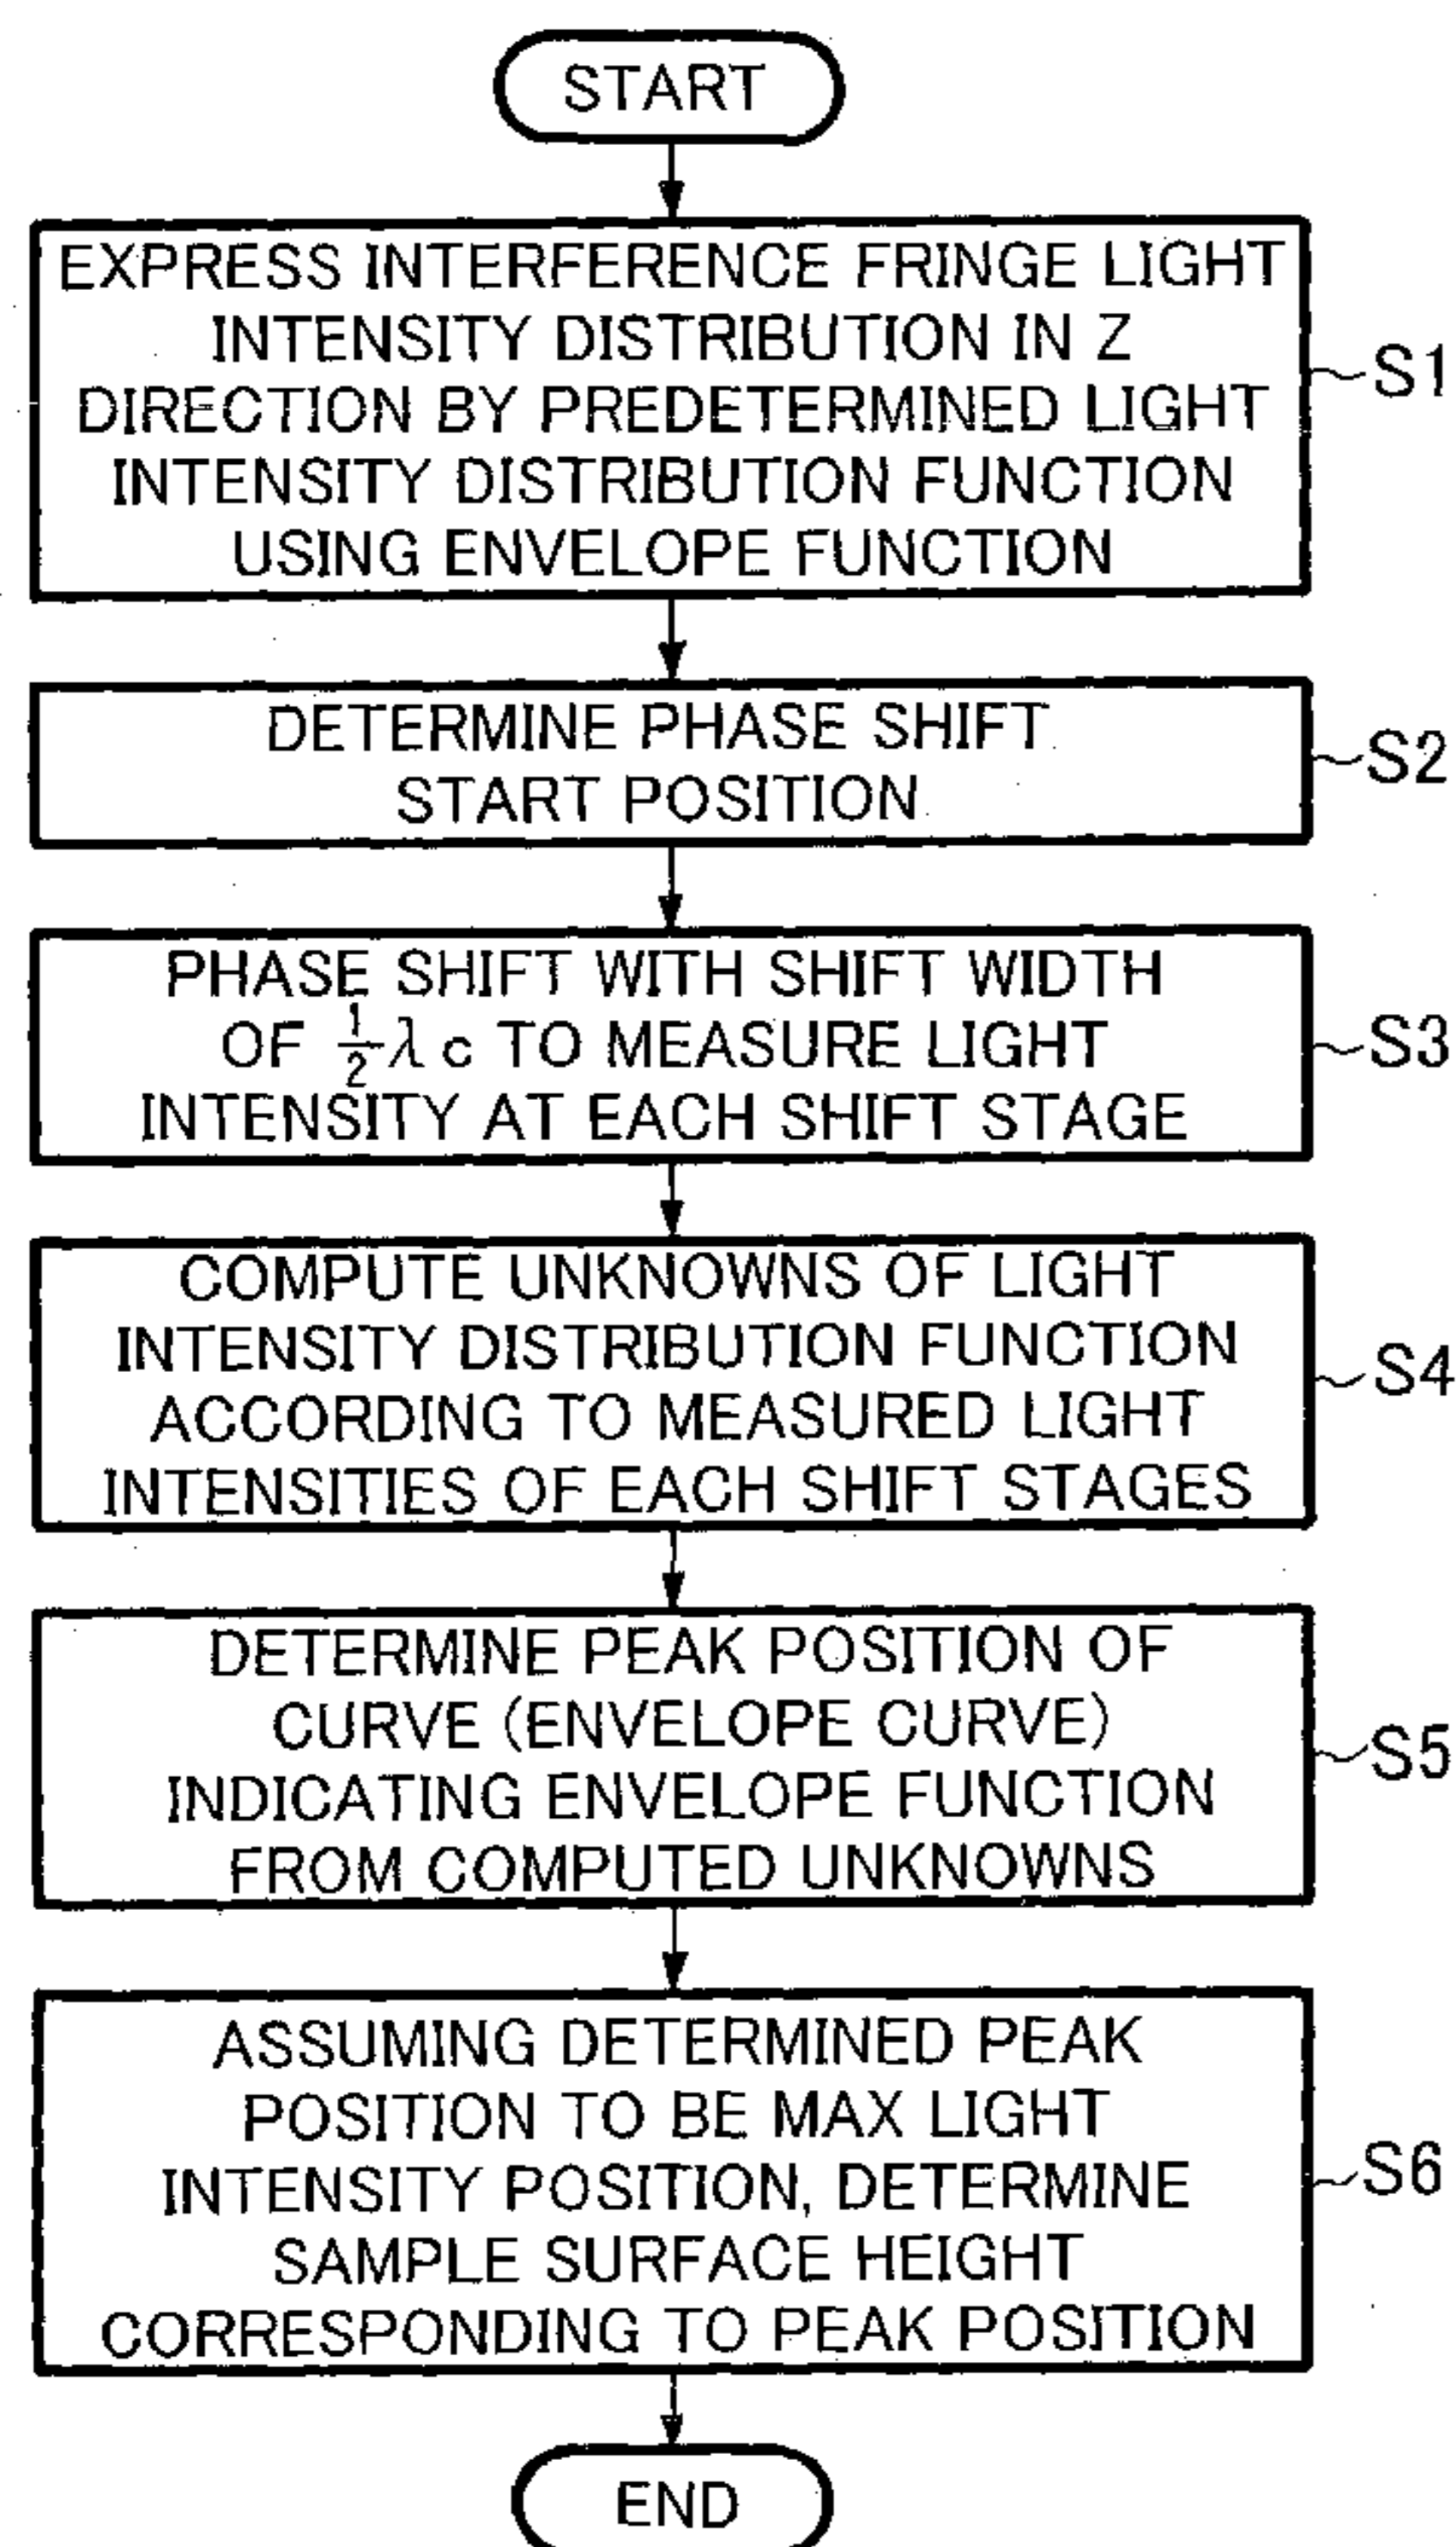 START
EXPRESS INTERFERENCE FRINGE LIGHT
INTENSITY DISTRIBUTION IN Z
DIRECTION BY PREDETERMINED LIGHT
INTENSITY DISTRIBUTION FUNCTION
USING ENVELOPE FUNCTION
S1
DETERMINE PHASE SHIFT
START POSITION
S2
PHASE SHIFT WITH SHIFT WIDTH
OF 1/2 λc TO MEASURE LIGHT
INTENSITY AT EACH SHIFT STAGE
S3
COMPUTE UNKNOWNS OF LIGHT
INTENSITY DISTRIBUTION FUNCTION
ACCORDING TO MEASURED LIGHT
INTENSITIES OF EACH SHIFT STAGES
S4
DETERMINE PEAK POSITION OF
CURVE (ENVELOPE CURVE)
INDICATING ENVELOPE FUNCTION
FROM COMPUTED UNKNOWNS
S5
ASSUMING DETERMINED PEAK
POSITION TO BE MAX LIGHT
INTENSITY POSITION, DETERMINE
SAMPLE SURFACE HEIGHT
CORRESPONDING TO PEAK POSITION
S6
END